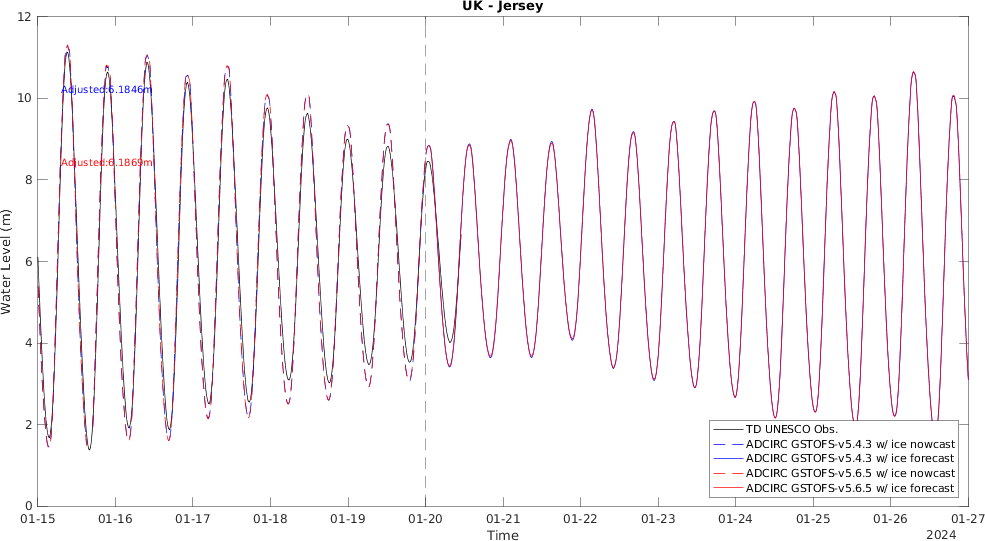 UK - Jersey
12
10
8
6
4
2
0
Water Level (m)
Adjusted:6.1846m
Adjusted:6.1869m
TD UNESCO Obs.
ADCIRC GSTOFS-v5.4.3 w/ ice nowcast
ADCIRC GSTOFS-v5.4.3 w/ ice forecast
ADCIRC GSTOFS-v5.6.5 w/ ice nowcast
ADCIRC GSTOFS-v5.6.5 w/ ice forecast
01-15 01-16 01-17 01-18 01-19 01-20 01-21 01-22 01-23 01-24 01-25 01-26 01-27
Time
2024